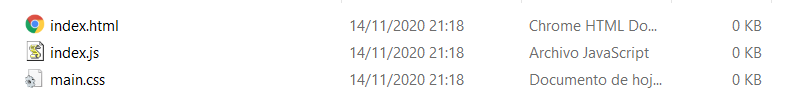 index.html 14/11/2020 21:18 Chrome HTML Do... 0 KB
index.js 14/11/2020 21:18 Archivo JavaScript 0 KB
main.css 14/11/2020 21:18 Documento de hoj... 0 KB